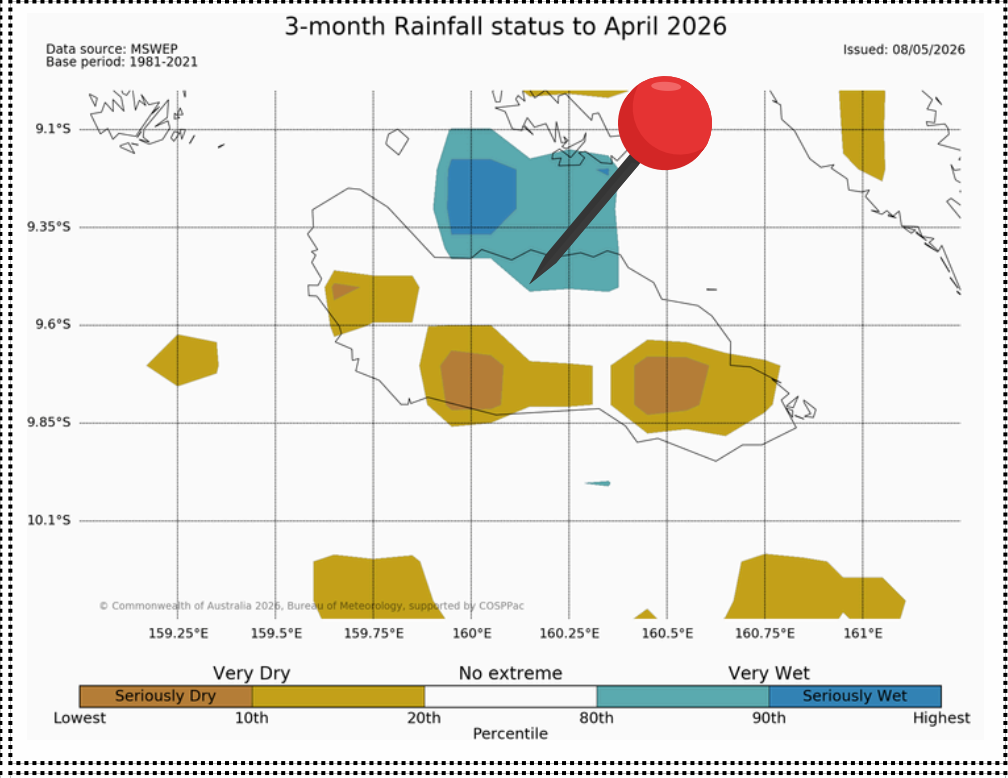 3-month Rainfall status to April 2026
Data source: MSWEP
Base period: 1981-2021
Issued: 08/05/2026
9.1°S
9.35°S
9.6°S
9.85°S
10.1°S
© Commonwealth of Australia 2026, Bureau of Meteorology, supported by COSPPac
159.25°E 159.5°E 159.75°E 160°E 160.25°E 160.5°E 160.75°E 161°E
Very Dry No extreme Very Wet
Seriously Dry Seriously Wet
Lowest 10th 20th 80th 90th Highest
Percentile